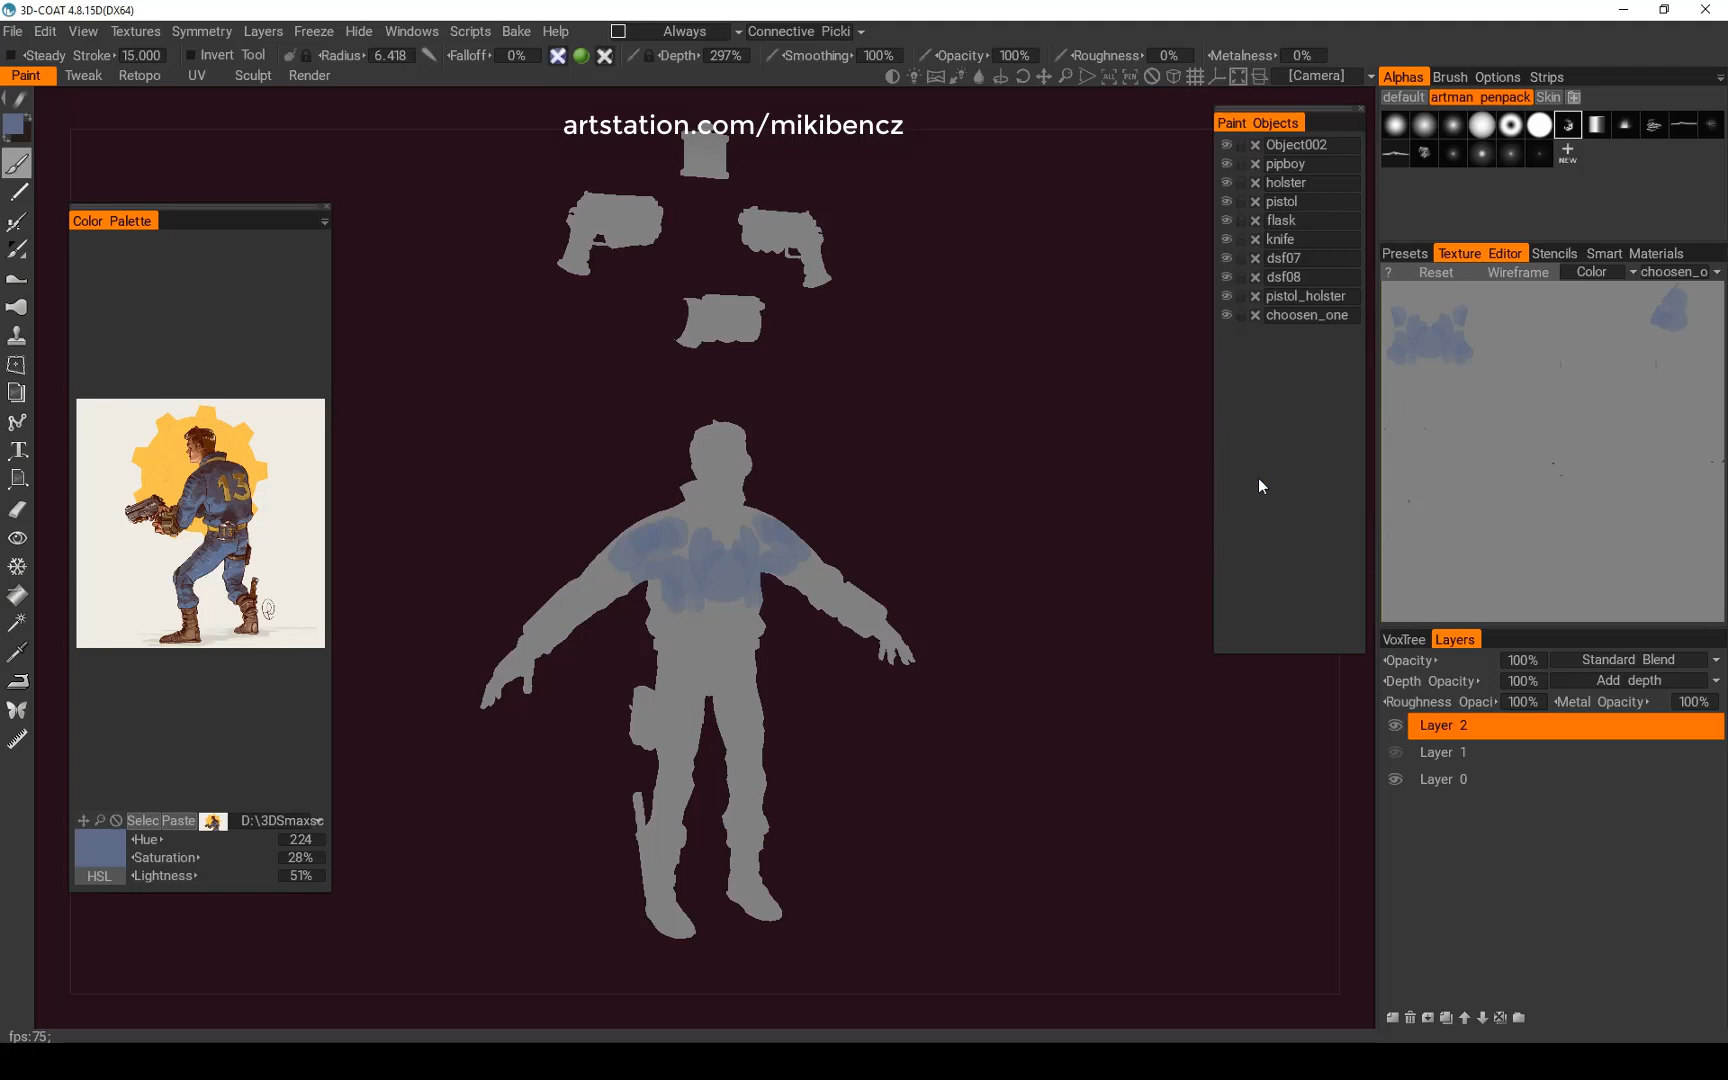 3D-COAT 4.8.15D(DX64)
File Edit View Textures Symmetry Layers Freeze Hide Windows Scripts Bake Help Always Connective Picki
Steady Stroke 15.000 Invert Tool Radius 6.418 Falloff 0% Depth 297% Smoothing 100% Opacity 100% Roughness 0% Metalness 0%
Paint Tweak Retopo UV Sculpt Render [Camera]
artstation.com/mikibencz
Color Palette
13
Selec Paste D:\3DSmaxsc
Hue 224
Saturation 28%
HSL Lightness 51%
Paint Objects
Object002
pipboy
holster
pistol
flask
knife
dsf07
dsf08
pistol_holster
choosen_one
Alphas Brush Options Strips
default artman penpack Skin
NEW
Presets Texture Editor Stencils Smart Materials
? Reset Wireframe Color choosen_o
VoxTree Layers
Opacity 100% Standard Blend
Depth Opacity 100% Add depth
Roughness Opaci 100% Metal Opacity 100%
Layer 2
Layer 1
Layer 0
fps:75;